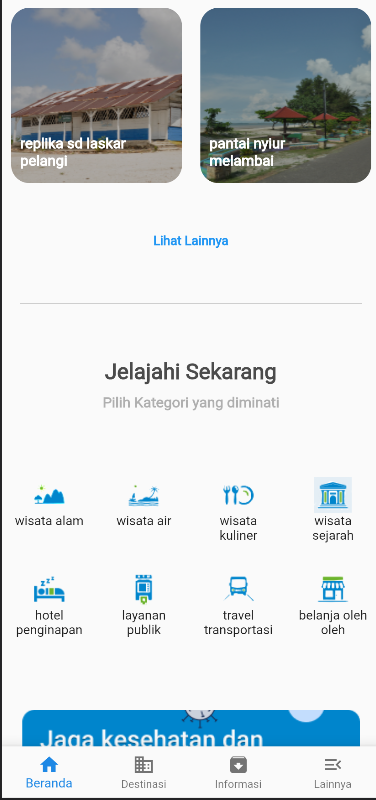 replika sd laskar
pelangi
pantai nyiur
melambai
Lihat Lainnya
Jelajahi Sekarang
Pilih Kategori yang diminati
wisata alam
wisata air
wisata
kuliner
wisata
sejarah
hotel
penginapan
layanan
publik
travel
transportasi
belanja oleh
oleh
Jaga kesehatan dan
Beranda
Destinasi
Informasi
Lainnya